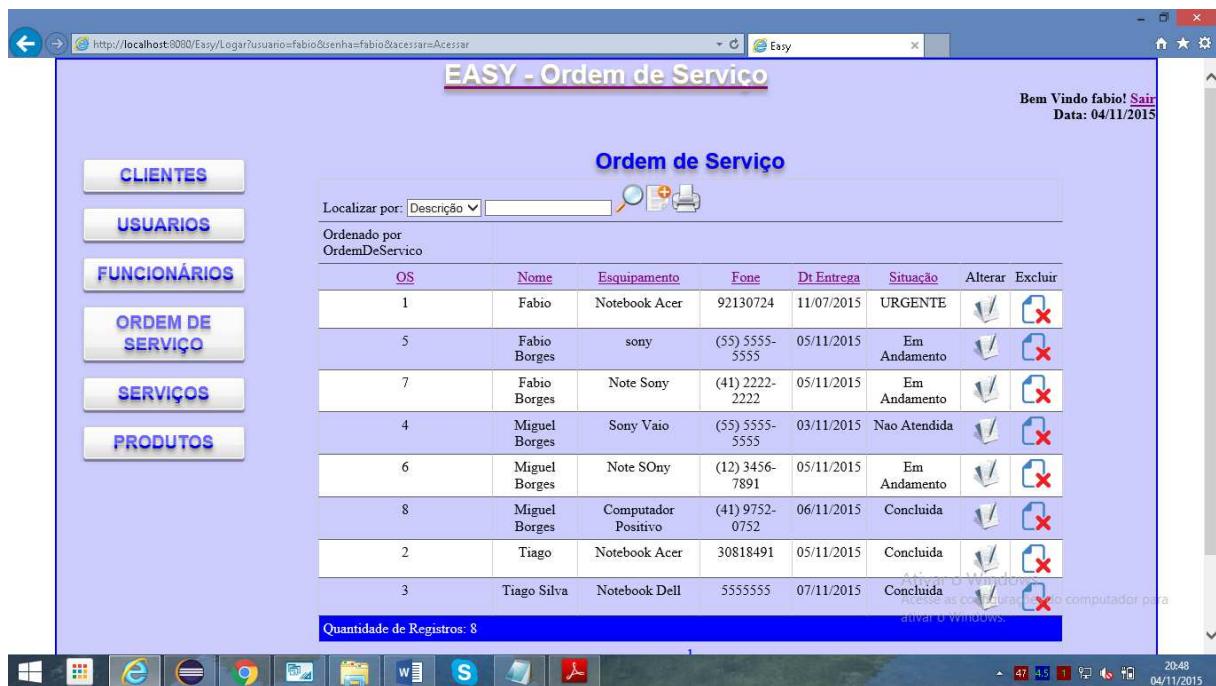 http://localhost:8080/Easy/Logar?usuario=fabio&senha=fabio&acessar=Acessar
Easy
EASY - Ordem de Serviço
Bem Vindo fabio! Sair
Data: 04/11/2015
CLIENTES
USUARIOS
FUNCIONÁRIOS
ORDEM DE
SERVIÇO
SERVIÇOS
PRODUTOS
Ordem de Serviço
Localizar por: Descrição
Ordenado por
OrdemDeServico
OS Nome Esquipamento Fone Dt Entrega Situação Alterar Excluir
1 Fabio Notebook Acer 92130724 11/07/2015 URGENTE
5 Fabio sony (55) 5555- 05/11/2015 Em
Borges 5555 Andamento
7 Fabio Note Sony (41) 2222- 05/11/2015 Em
Borges 2222 Andamento
4 Miguel Sony Vaio (55) 5555- 03/11/2015 Nao Atendida
Borges 5555
6 Miguel Note SOny (12) 3456- 05/11/2015 Em
Borges 7891 Andamento
8 Miguel Computador (41) 9752- 06/11/2015 Concluida
Borges Positivo 0752
2 Tiago Notebook Acer 30818491 05/11/2015 Concluida
3 Tiago Silva Notebook Dell 5555555 07/11/2015 Concluida
Quantidade de Registros: 8
1
Ativar o Windows
Acesse as configurações do computador para
ativar o Windows.
47 4.5 1
20:48
04/11/2015